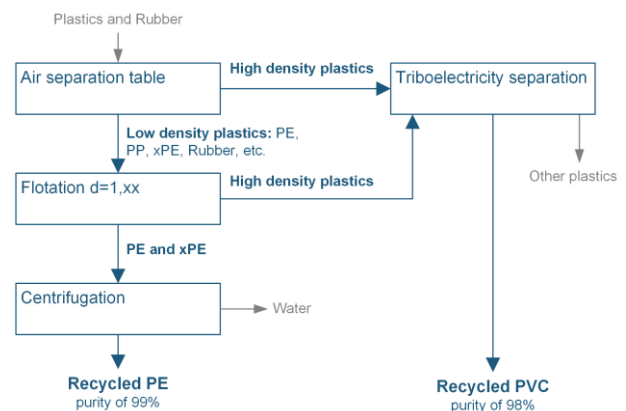 Plastics and Rubber
Air separation table
High density plastics
Triboelectricity separation
Low density plastics: PE,
PP, xPE, Rubber, etc.
Other plastics
Flotation d=1,xx
High density plastics
PE and xPE
Centrifugation
Water
Recycled PE
purity of 99%
Recycled PVC
purity of 98%